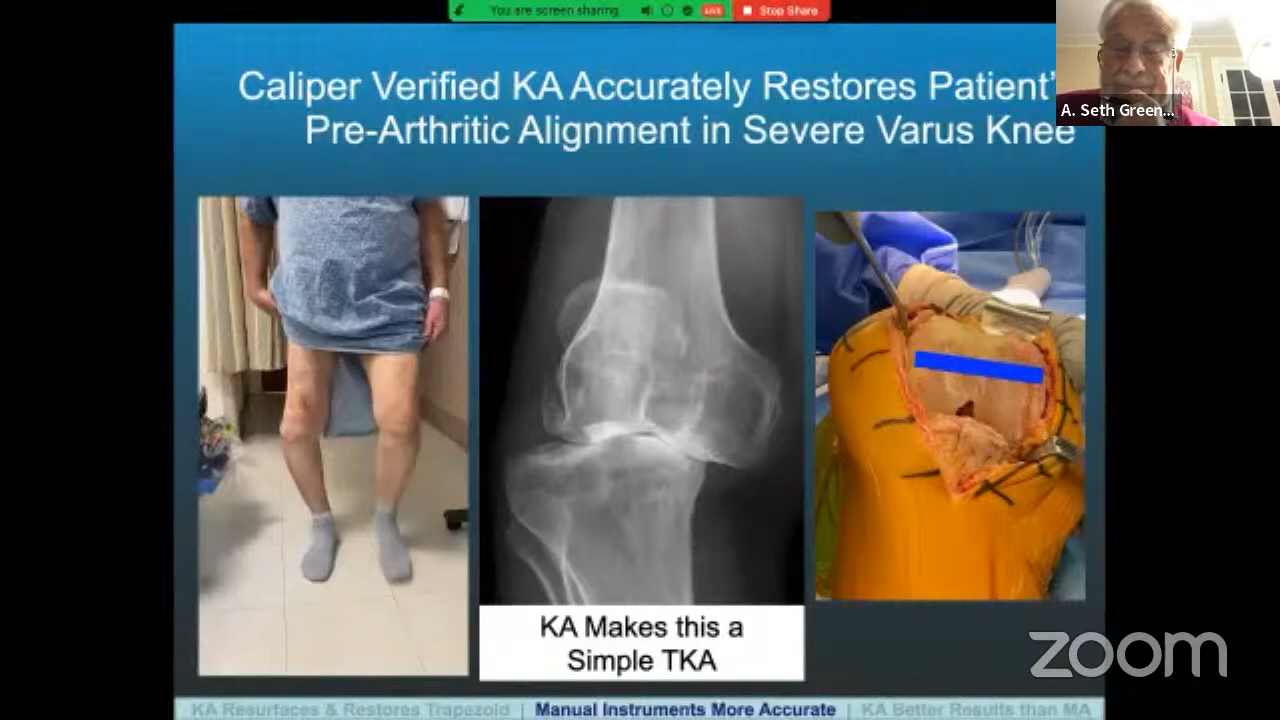 You are screen sharing
LIVE
Stop Share
Caliper Verified KA Accurately Restores Patient'
Pre-Arthritic Alignment in Severe Varus Knee
A. Seth Green...
KA Makes this a
Simple TKA
zoom
KA Resurfaces & Restores Trapezoid | Manual Instruments More Accurate | KA Better Results than MA